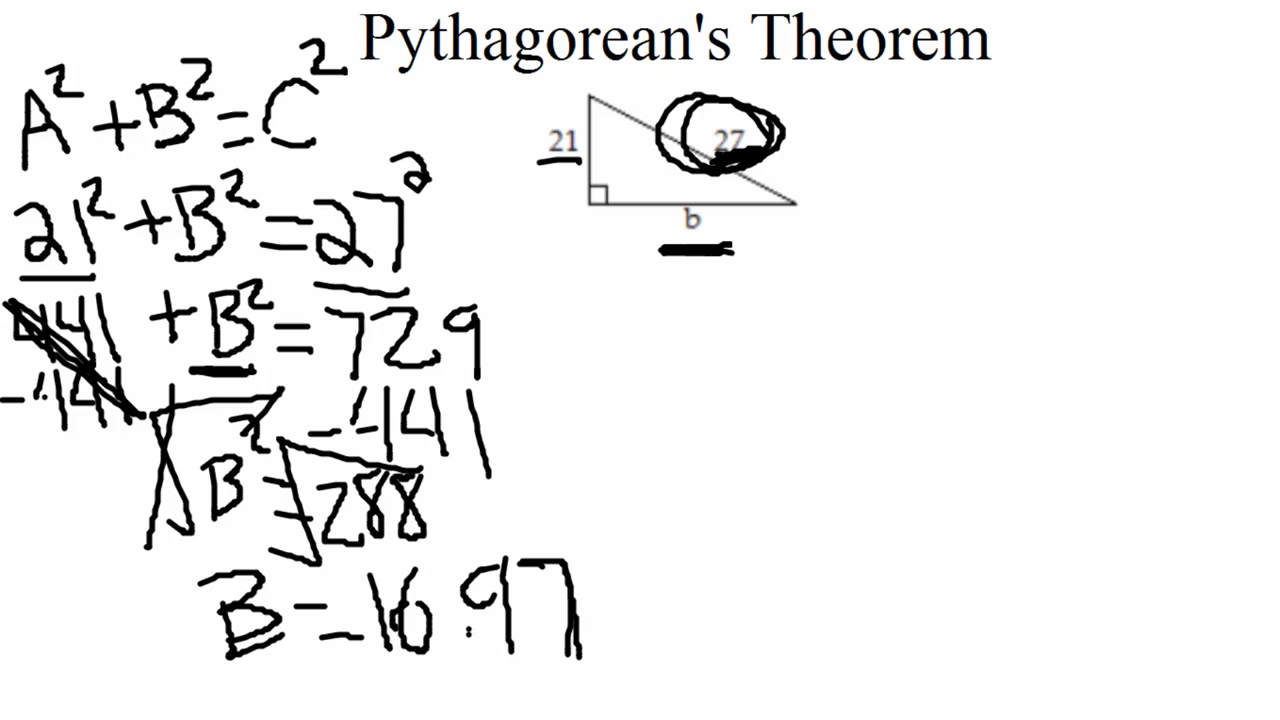 Pythagorean's Theorem
A² + B² = C²
21² + B² = 27²
441 + B² = 729
-441 -441
√B² = √288
B = 16.97
21
27
b